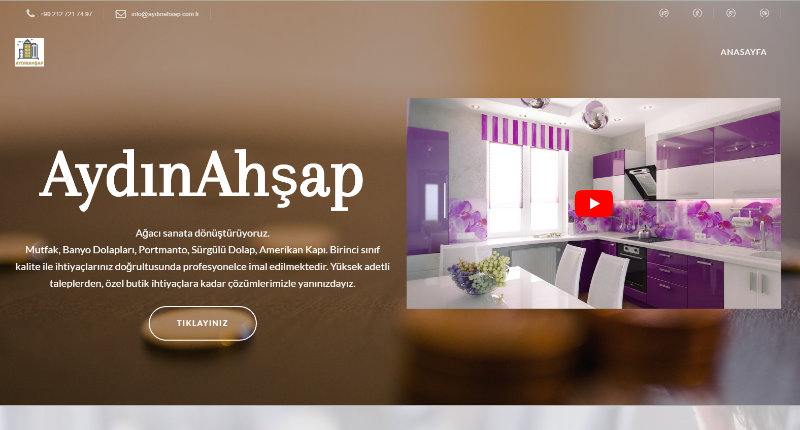 +90 212 721 74 97
info@aydinahsap.com.tr
AYDINAHŞAP
ANASAYFA
AydınAhşap
Ağacı sanata dönüştürüyoruz.
Mutfak, Banyo Dolapları, Portmanto, Sürgülü Dolap, Amerikan Kapı. Birinci sınıf
kalite ile ihtiyaçlarınız doğrultusunda profesyonelce imal edilmektedir. Yüksek adetli
taleplerden, özel butik ihtiyaçlara kadar çözümlerimizle yanınızdayız.
TIKLAYINIZ